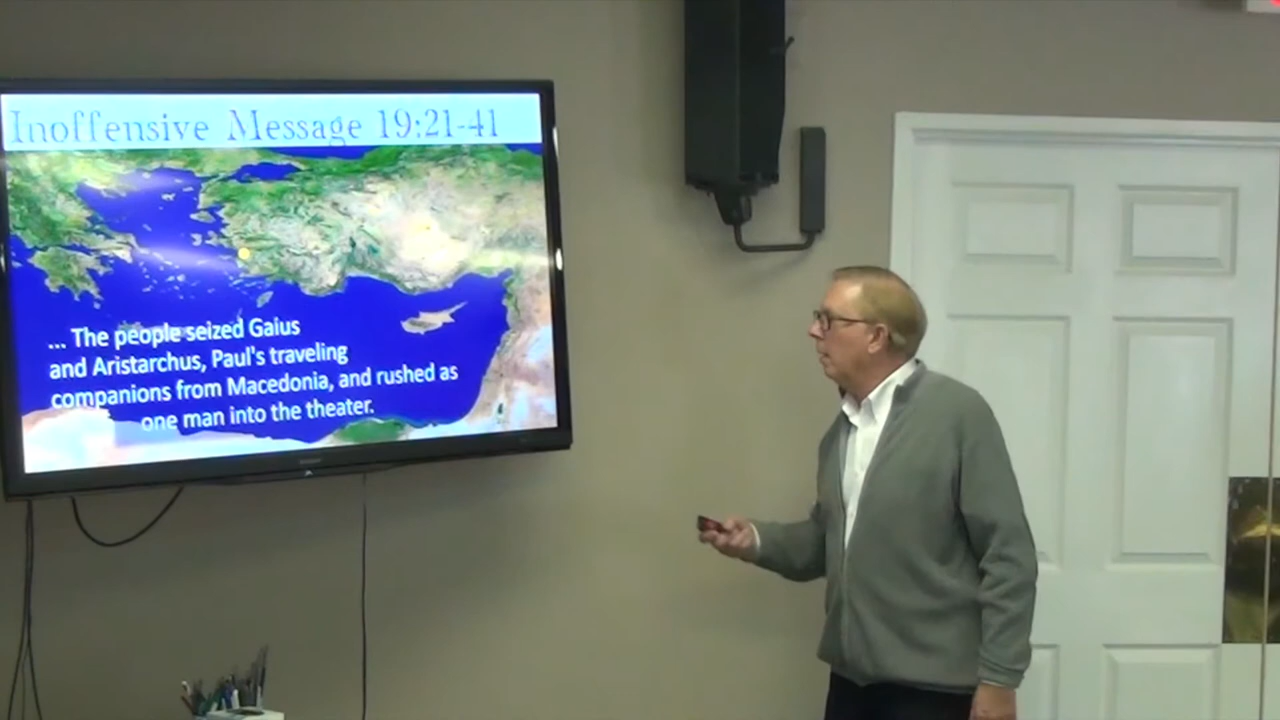 Inoffensive Message 19:21-41
... The people seized Gaius
and Aristarchus, Paul's traveling
companions from Macedonia, and rushed as
one man into the theater.